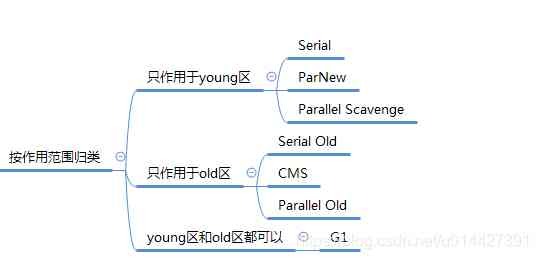 按作用范围归类
只作用于young区
Serial
ParNew
Parallel Scavenge
只作用于old区
Serial Old
CMS
Parallel Old
young区和old区都可以
G1
https://blog.csdn.net/u014427391